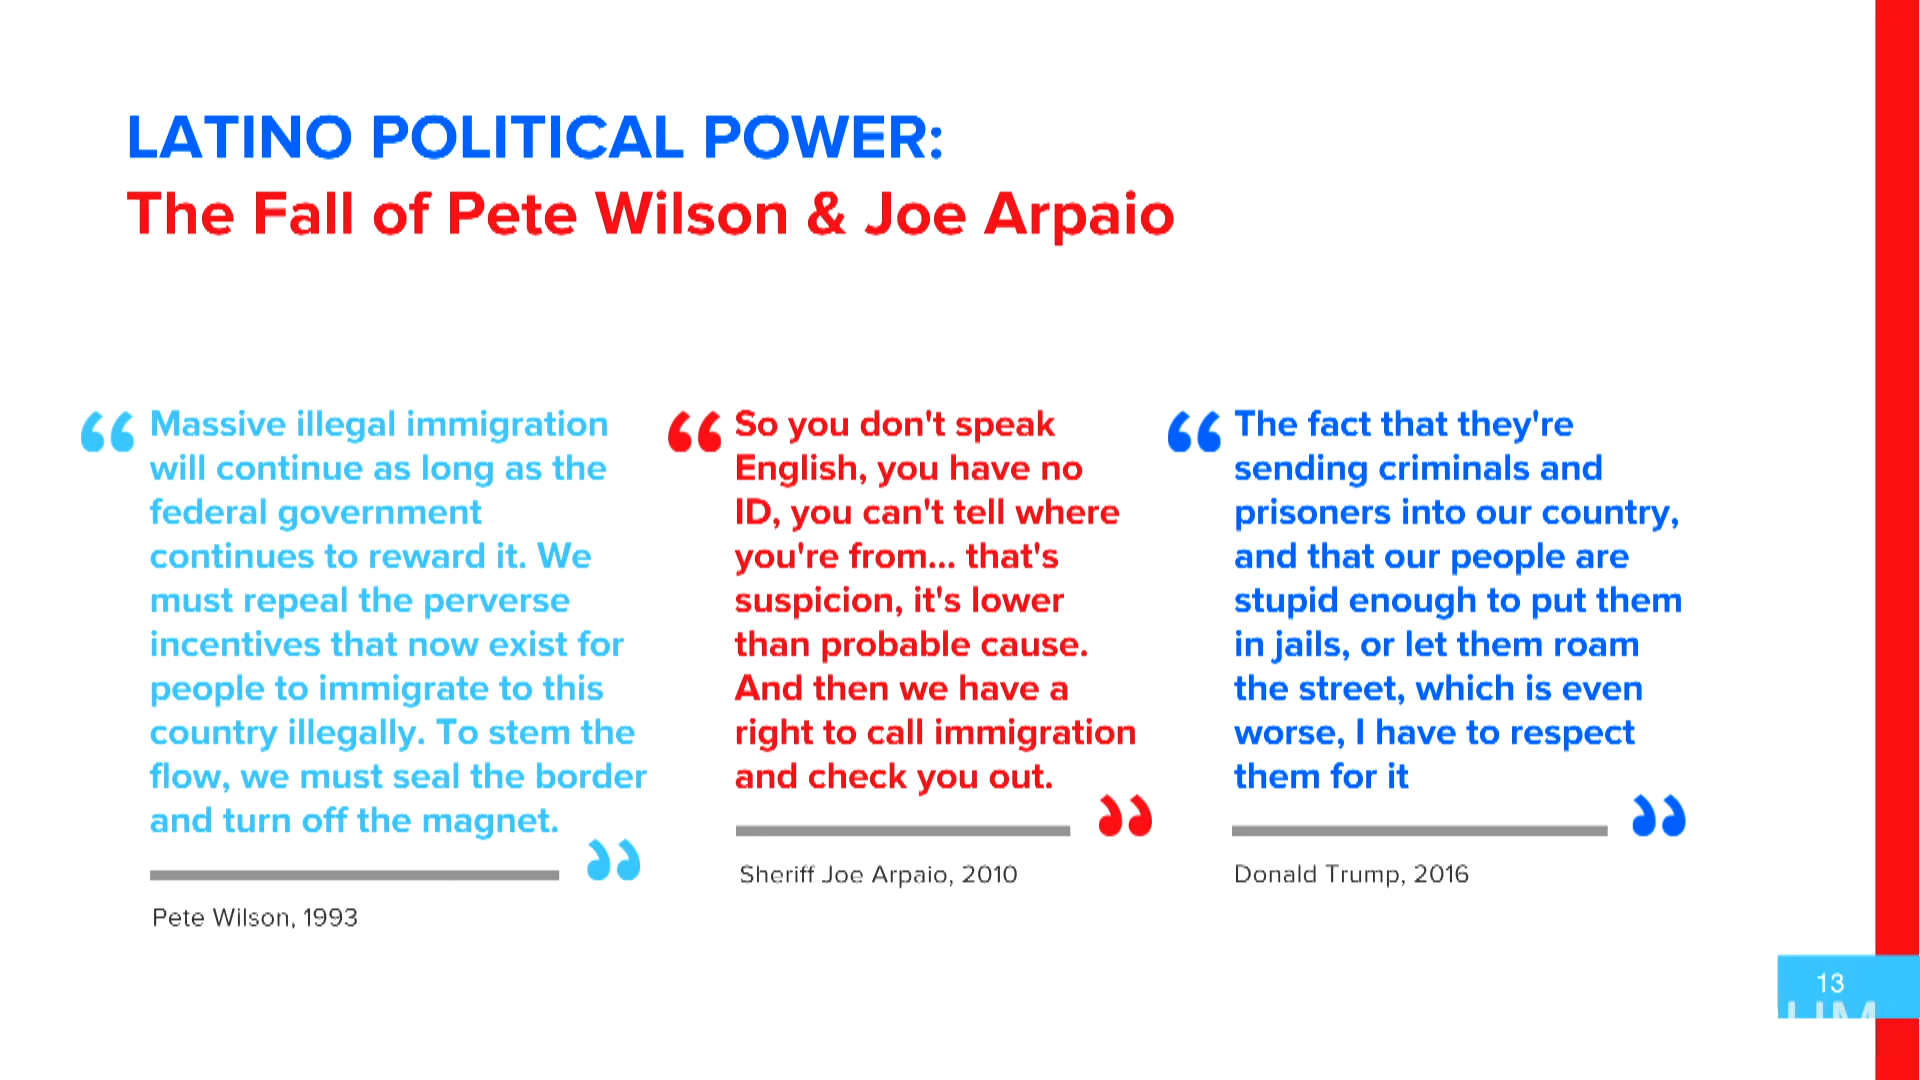 LATINO POLITICAL POWER:
The Fall of Pete Wilson & Joe Arpaio
“ Massive illegal immigration
will continue as long as the
federal government
continues to reward it. We
must repeal the perverse
incentives that now exist for
people to immigrate to this
country illegally. To stem the
flow, we must seal the border
and turn off the magnet. ”
Pete Wilson, 1993
“ So you don't speak
English, you have no
ID, you can't tell where
you're from... that's
suspicion, it's lower
than probable cause.
And then we have a
right to call immigration
and check you out. ”
Sheriff Joe Arpaio, 2010
“ The fact that they're
sending criminals and
prisoners into our country,
and that our people are
stupid enough to put them
in jails, or let them roam
the street, which is even
worse, I have to respect
them for it ”
Donald Trump, 2016
13